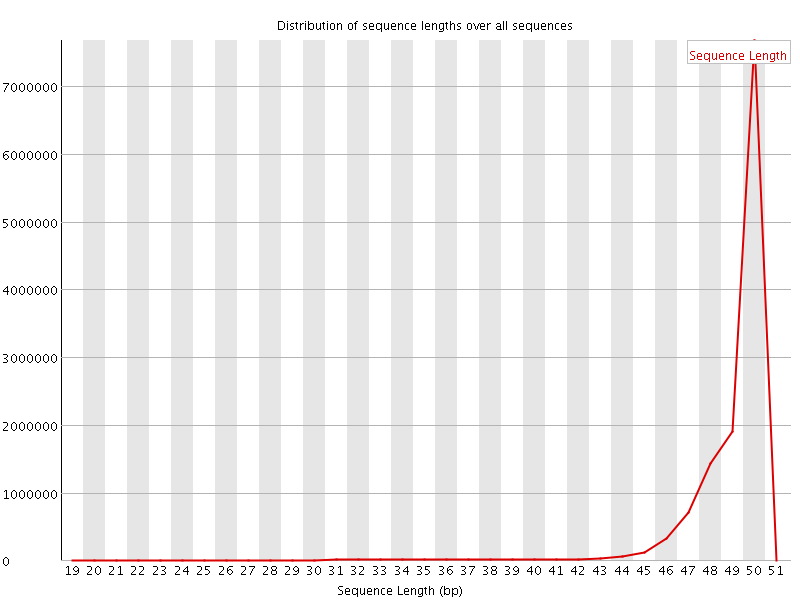 Distribution of sequence lengths over all sequences
Sequence Length
7000000
6000000
5000000
4000000
3000000
2000000
1000000
0
19 20 21 22 23 24 25 26 27 28 29 30 31 32 33 34 35 36 37 38 39 40 41 42 43 44 45 46 47 48 49 50 51
Sequence Length (bp)